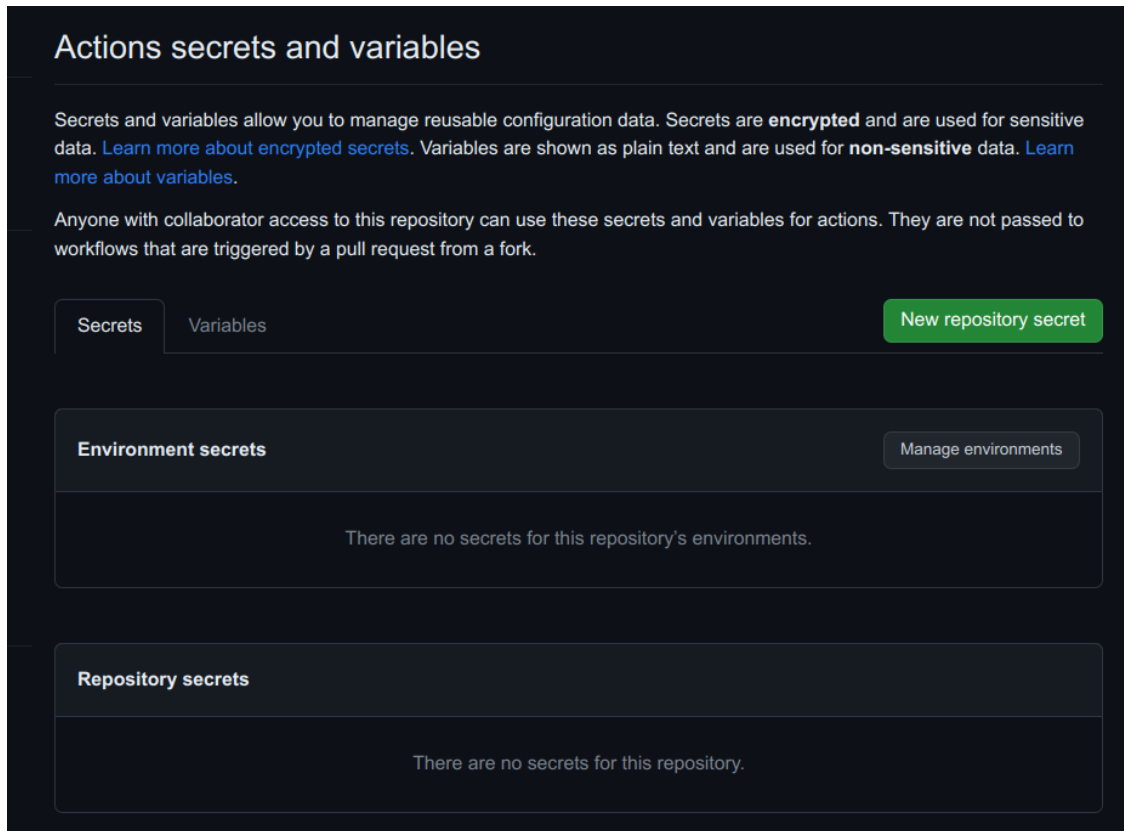 Actions secrets and variables
Secrets and variables allow you to manage reusable configuration data. Secrets are encrypted and are used for sensitive
data. Learn more about encrypted secrets. Variables are shown as plain text and are used for non-sensitive data. Learn
more about variables.
Anyone with collaborator access to this repository can use these secrets and variables for actions. They are not passed to
workflows that are triggered by a pull request from a fork.
Secrets
Variables
New repository secret
Environment secrets
Manage environments
There are no secrets for this repository’s environments.
Repository secrets
There are no secrets for this repository.